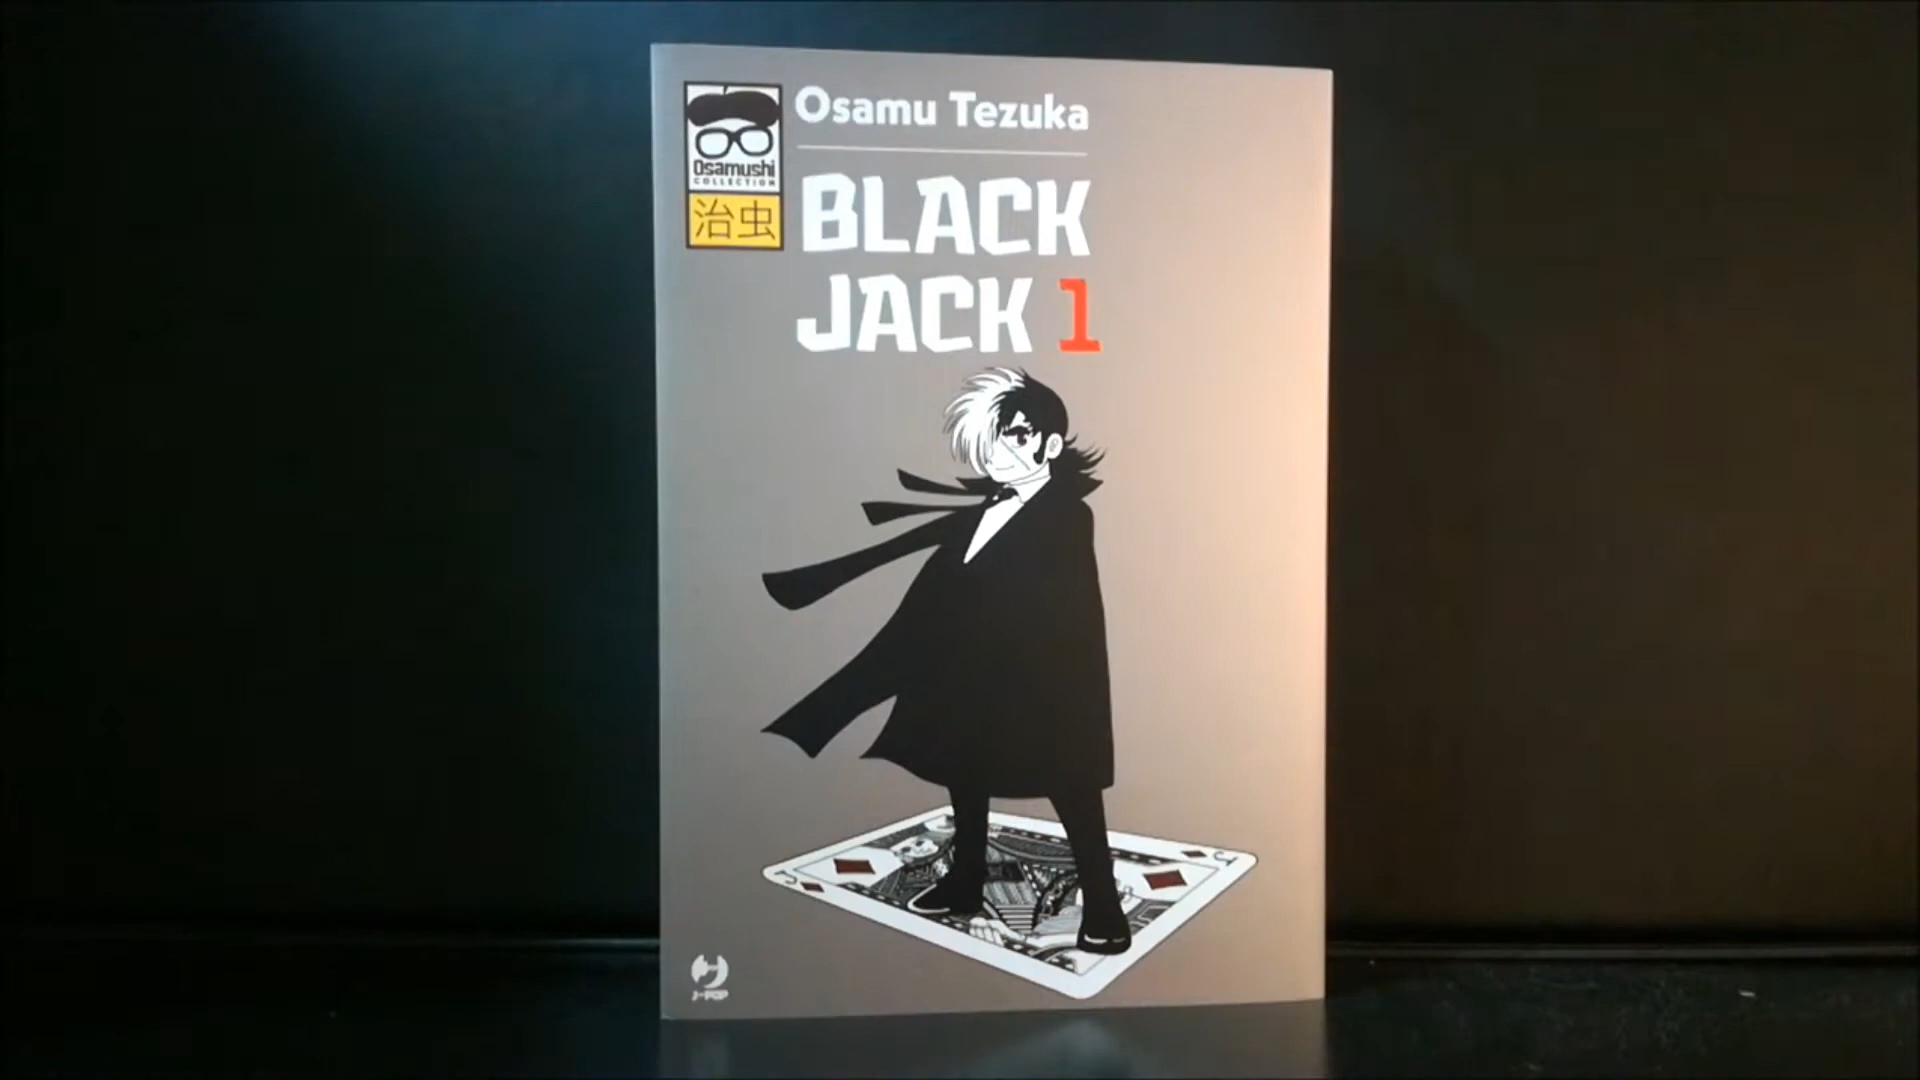 Osamu Tezuka
Osamushi
COLLECTION
治虫
BLACK
JACK 1
J
J
J-POP